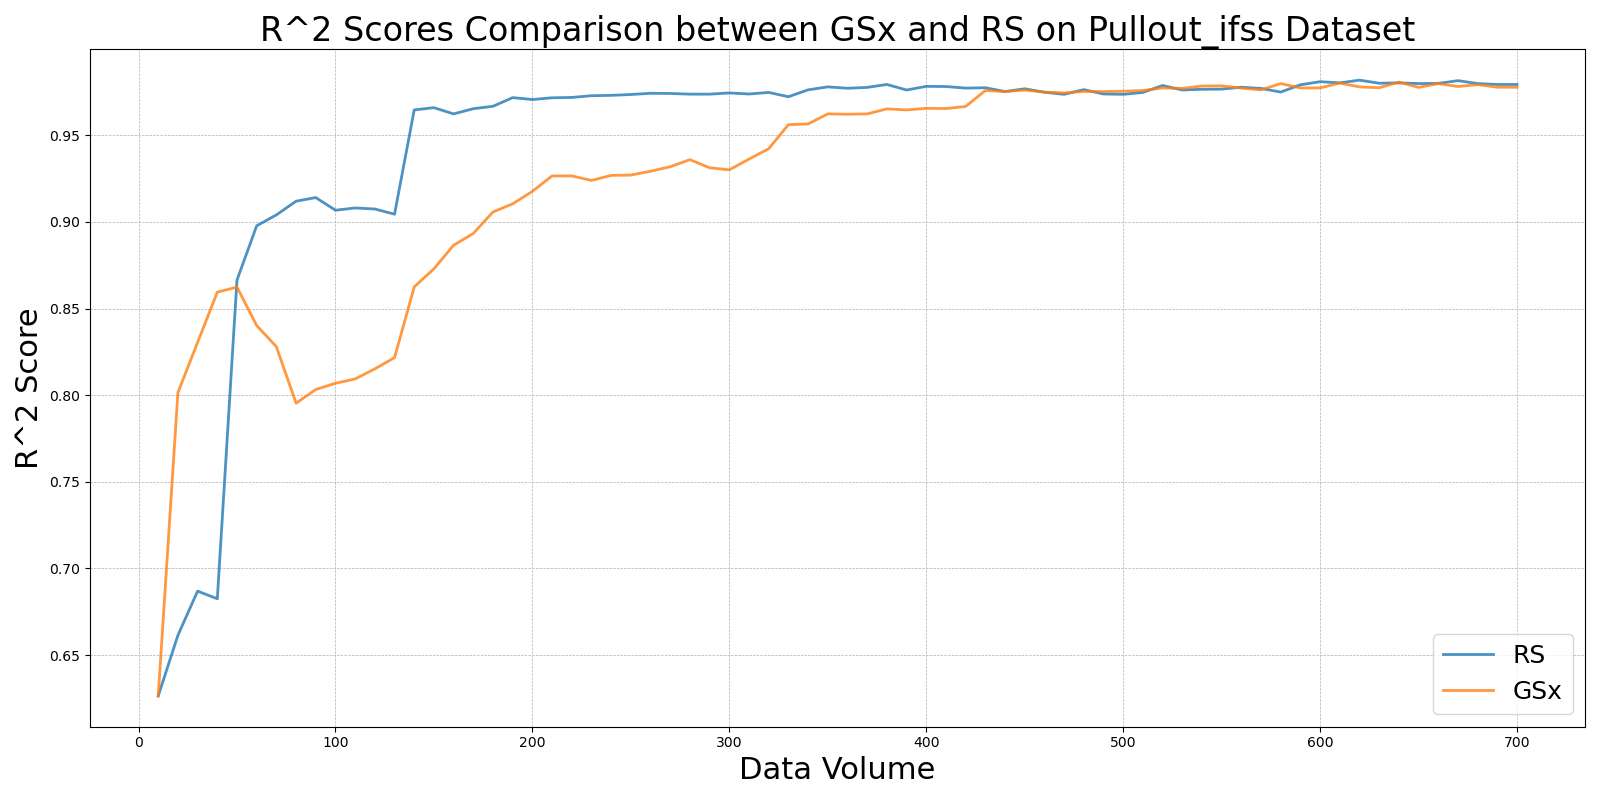 R^2 Scores Comparison between GSx and RS on Pullout_ifss Dataset
R^2 Score
0.95
0.90
0.85
0.80
0.75
0.70
0.65
RS
GSx
0 100 200 300 400 500 600 700
Data Volume